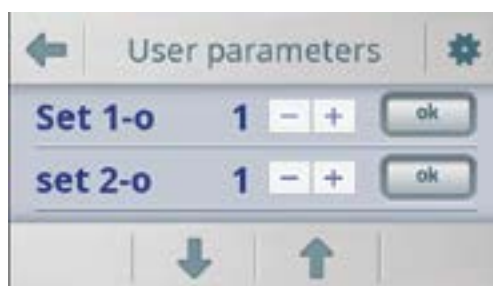 User parameters
Set 1-o 1 - + ok
set 2-o 1 - + ok